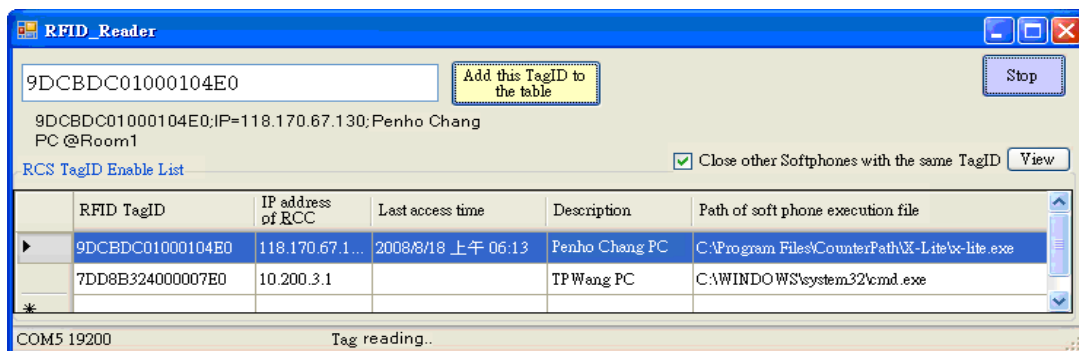 RFID_Reader
9DCBDC01000104E0
Add this TagID to
the table
Stop
9DCBDC01000104E0;IP=118.170.67.130; Penho Chang
PC @Room1
RCS TagID Enable List
Close other Softphones with the same TagID View
RFID TagID IP address of RCC Last access time Description Path of soft phone execution file
9DCBDC01000104E0 118.170.67.1... 2008/8/18 上午 06:13 Penho Chang PC C:\Program Files\CounterPath\X-Lite\x-lite.exe
7DD8B324000007E0 10.200.3.1 TP Wang PC C:\WINDOWS\system32\cmd.exe
COM5 19200 Tag reading..